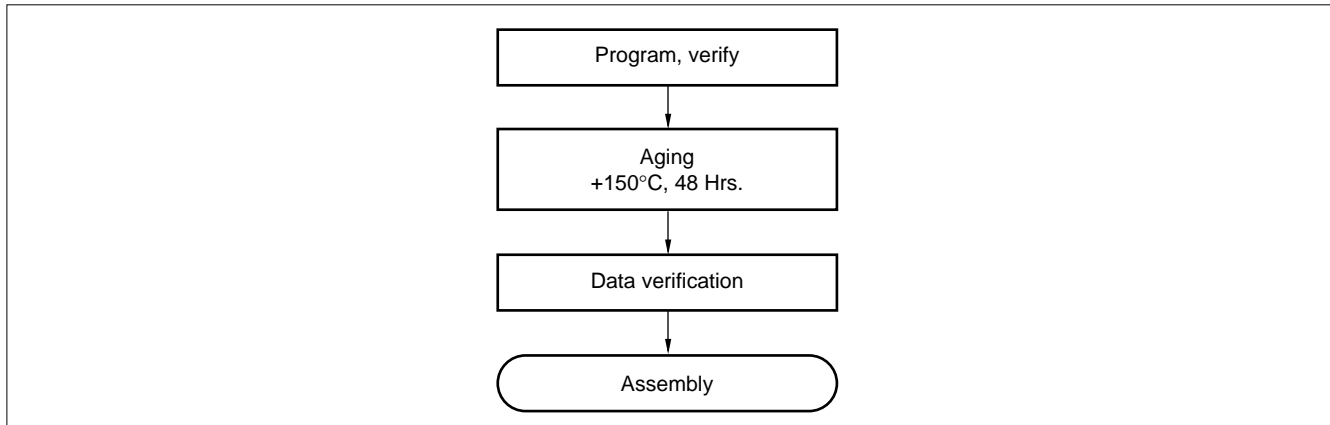 Program, verify
Aging
+150°C, 48 Hrs.
Data verification
Assembly